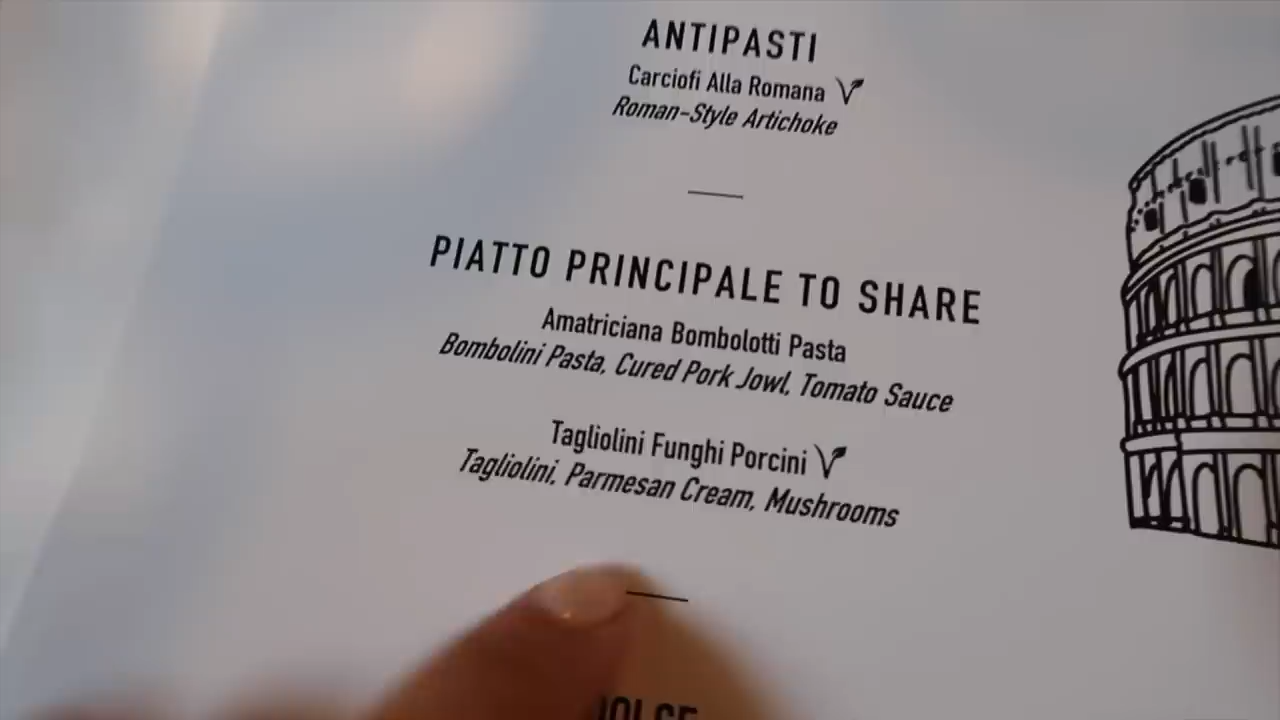 ANTIPASTI
Carciofi Alla Romana
Roman-Style Artichoke
PIATTO PRINCIPALE TO SHARE
Amatriciana Bombolotti Pasta
Bombolini Pasta, Cured Pork Jowl, Tomato Sauce
Tagliolini Funghi Porcini
Tagliolini, Parmesan Cream, Mushrooms